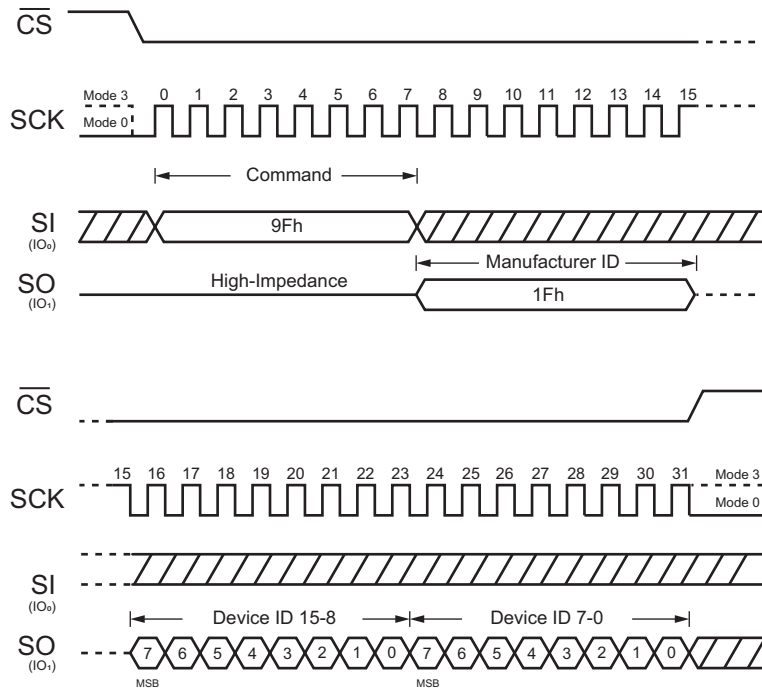 CS
Mode 3
0 1 2 3 4 5 6 7 8 9 10 11 12 13 14 15
SCK
Mode 0
Command
SI
(IO₀)
9Fh
Manufacturer ID
SO
(IO₁)
High-Impedance
1Fh
CS
15 16 17 18 19 20 21 22 23 24 25 26 27 28 29 30 31
Mode 3
SCK
Mode 0
SI
(IO₀)
Device ID 15-8 Device ID 7-0
SO
(IO₁)
7 6 5 4 3 2 1 0 7 6 5 4 3 2 1 0
MSB MSB